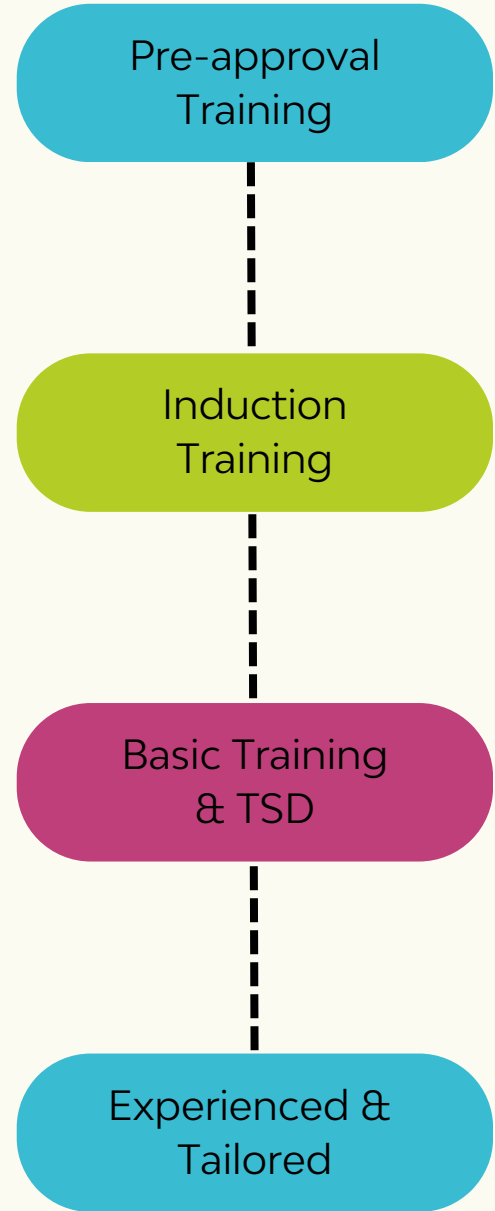 Pre-approval
Training
Induction
Training
Basic Training
& TSD
Experienced &
Tailored